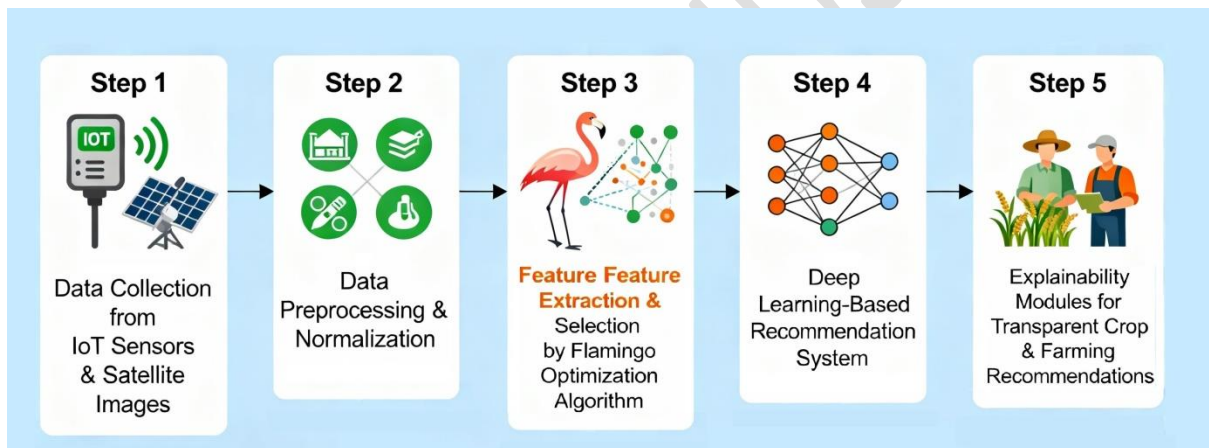 Step 1
IOT
Data Collection
from
IoT Sensors
& Satellite
Images
Step 2
Data
Preprocessing &
Normalization
Step 3
Feature Feature
Extraction &
Selection
by Flamingo
Optimization
Algorithm
Step 4
Deep
Learning-Based
Recommendation
System
Step 5
Explainability
Modules for
Transparent Crop
& Farming
Recommendations